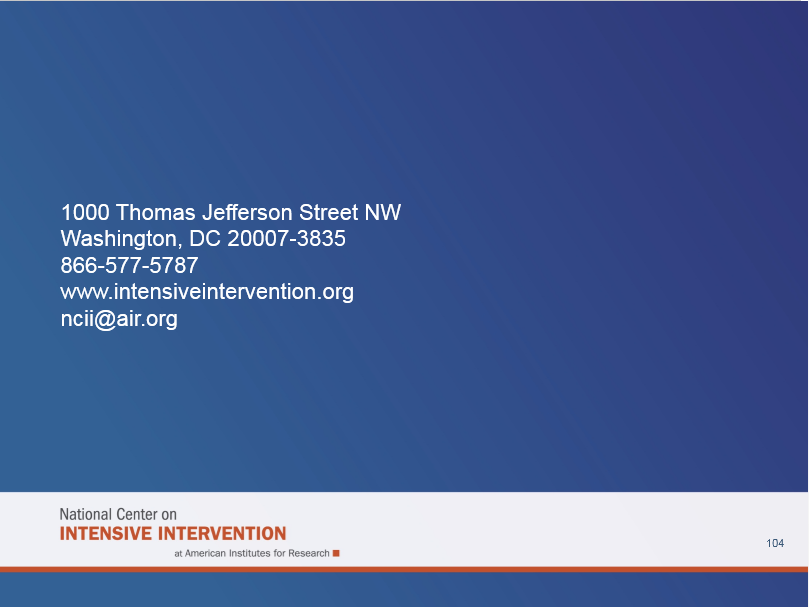 1000 Thomas Jefferson Street NW
Washington, DC 20007-3835
866-577-5787
www.intensiveintervention.org
ncii@air.org
National Center on
INTENSIVE INTERVENTION
at American Institutes for Research
104